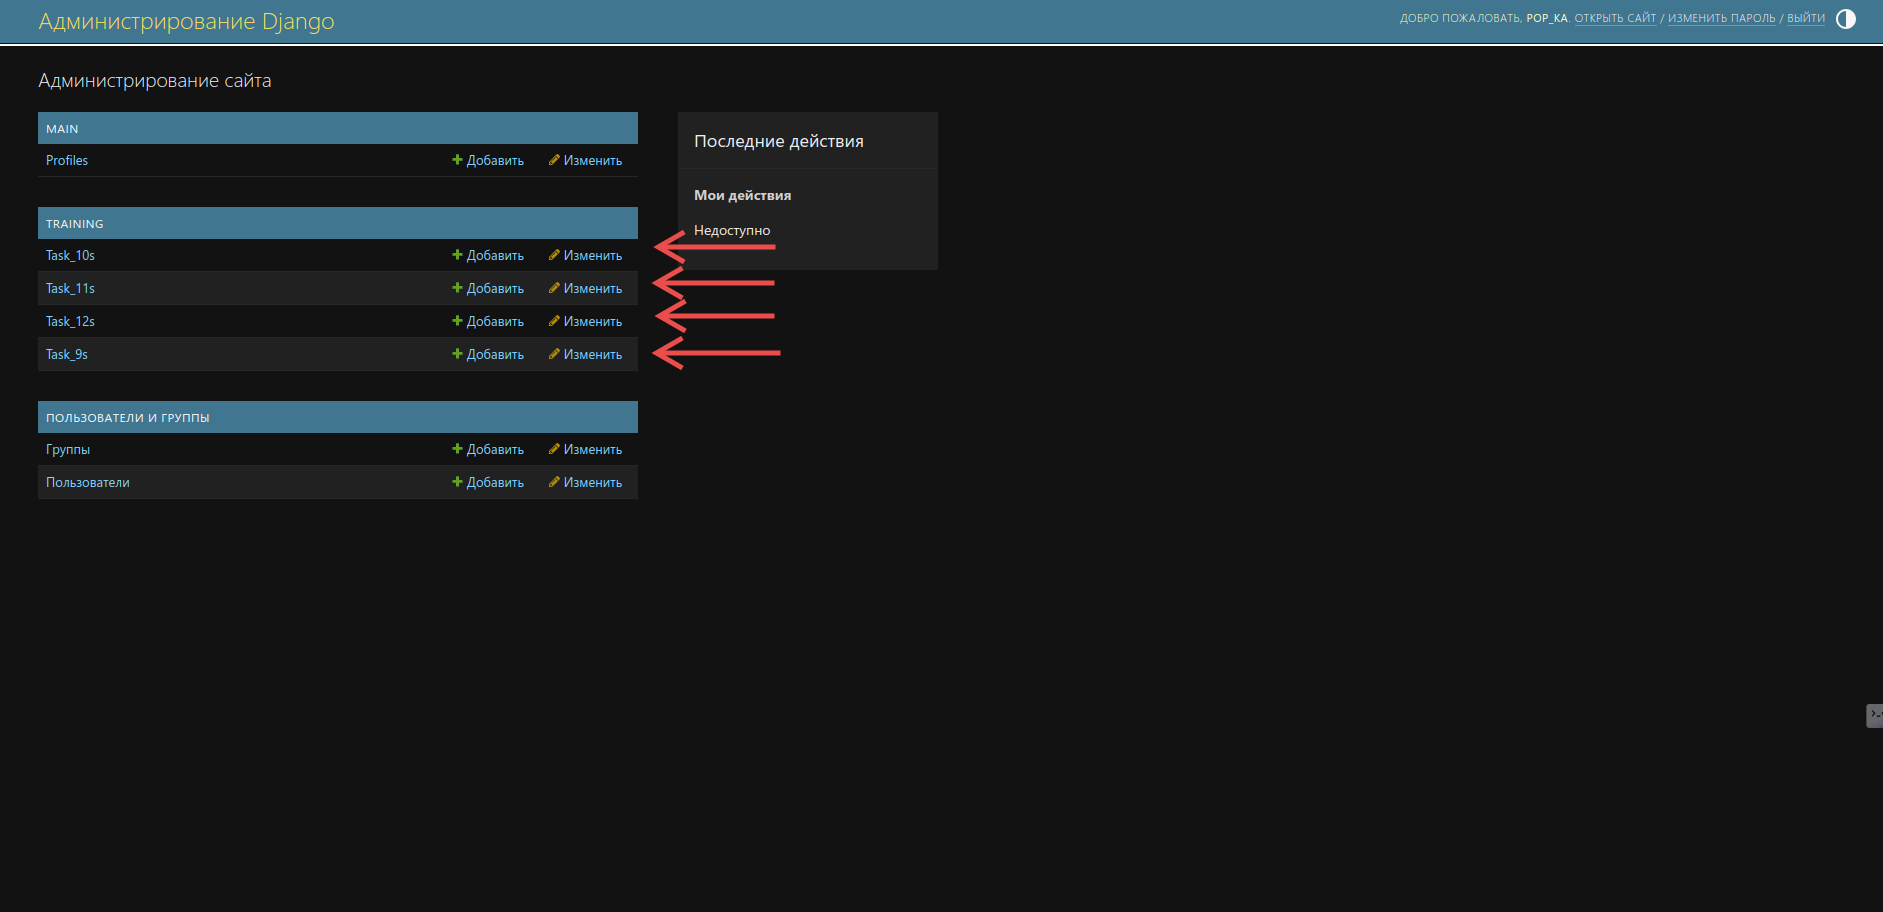 Администрирование Django
ДОБРО ПОЖАЛОВАТЬ, POP_KA. ОТКРЫТЬ САЙТ / ИЗМЕНИТЬ ПАРОЛЬ / ВЫЙТИ
Администрирование сайта
MAIN
Profiles Добавить Изменить
TRAINING
Task_10s Добавить Изменить
Task_11s Добавить Изменить
Task_12s Добавить Изменить
Task_9s Добавить Изменить
ПОЛЬЗОВАТЕЛИ И ГРУППЫ
Группы Добавить Изменить
Пользователи Добавить Изменить
Последние действия
Мои действия
Недоступно